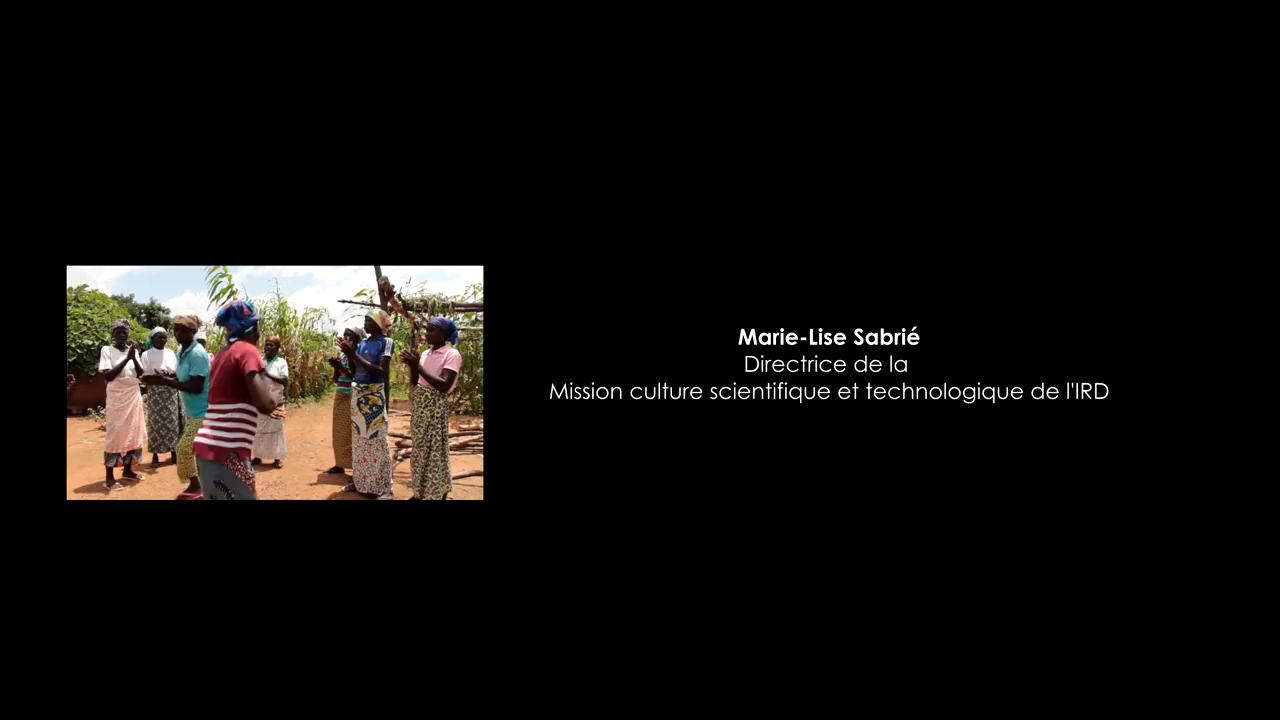 Marie-Lise Sabrié
Directrice de la
Mission culture scientifique et technologique de l'IRD